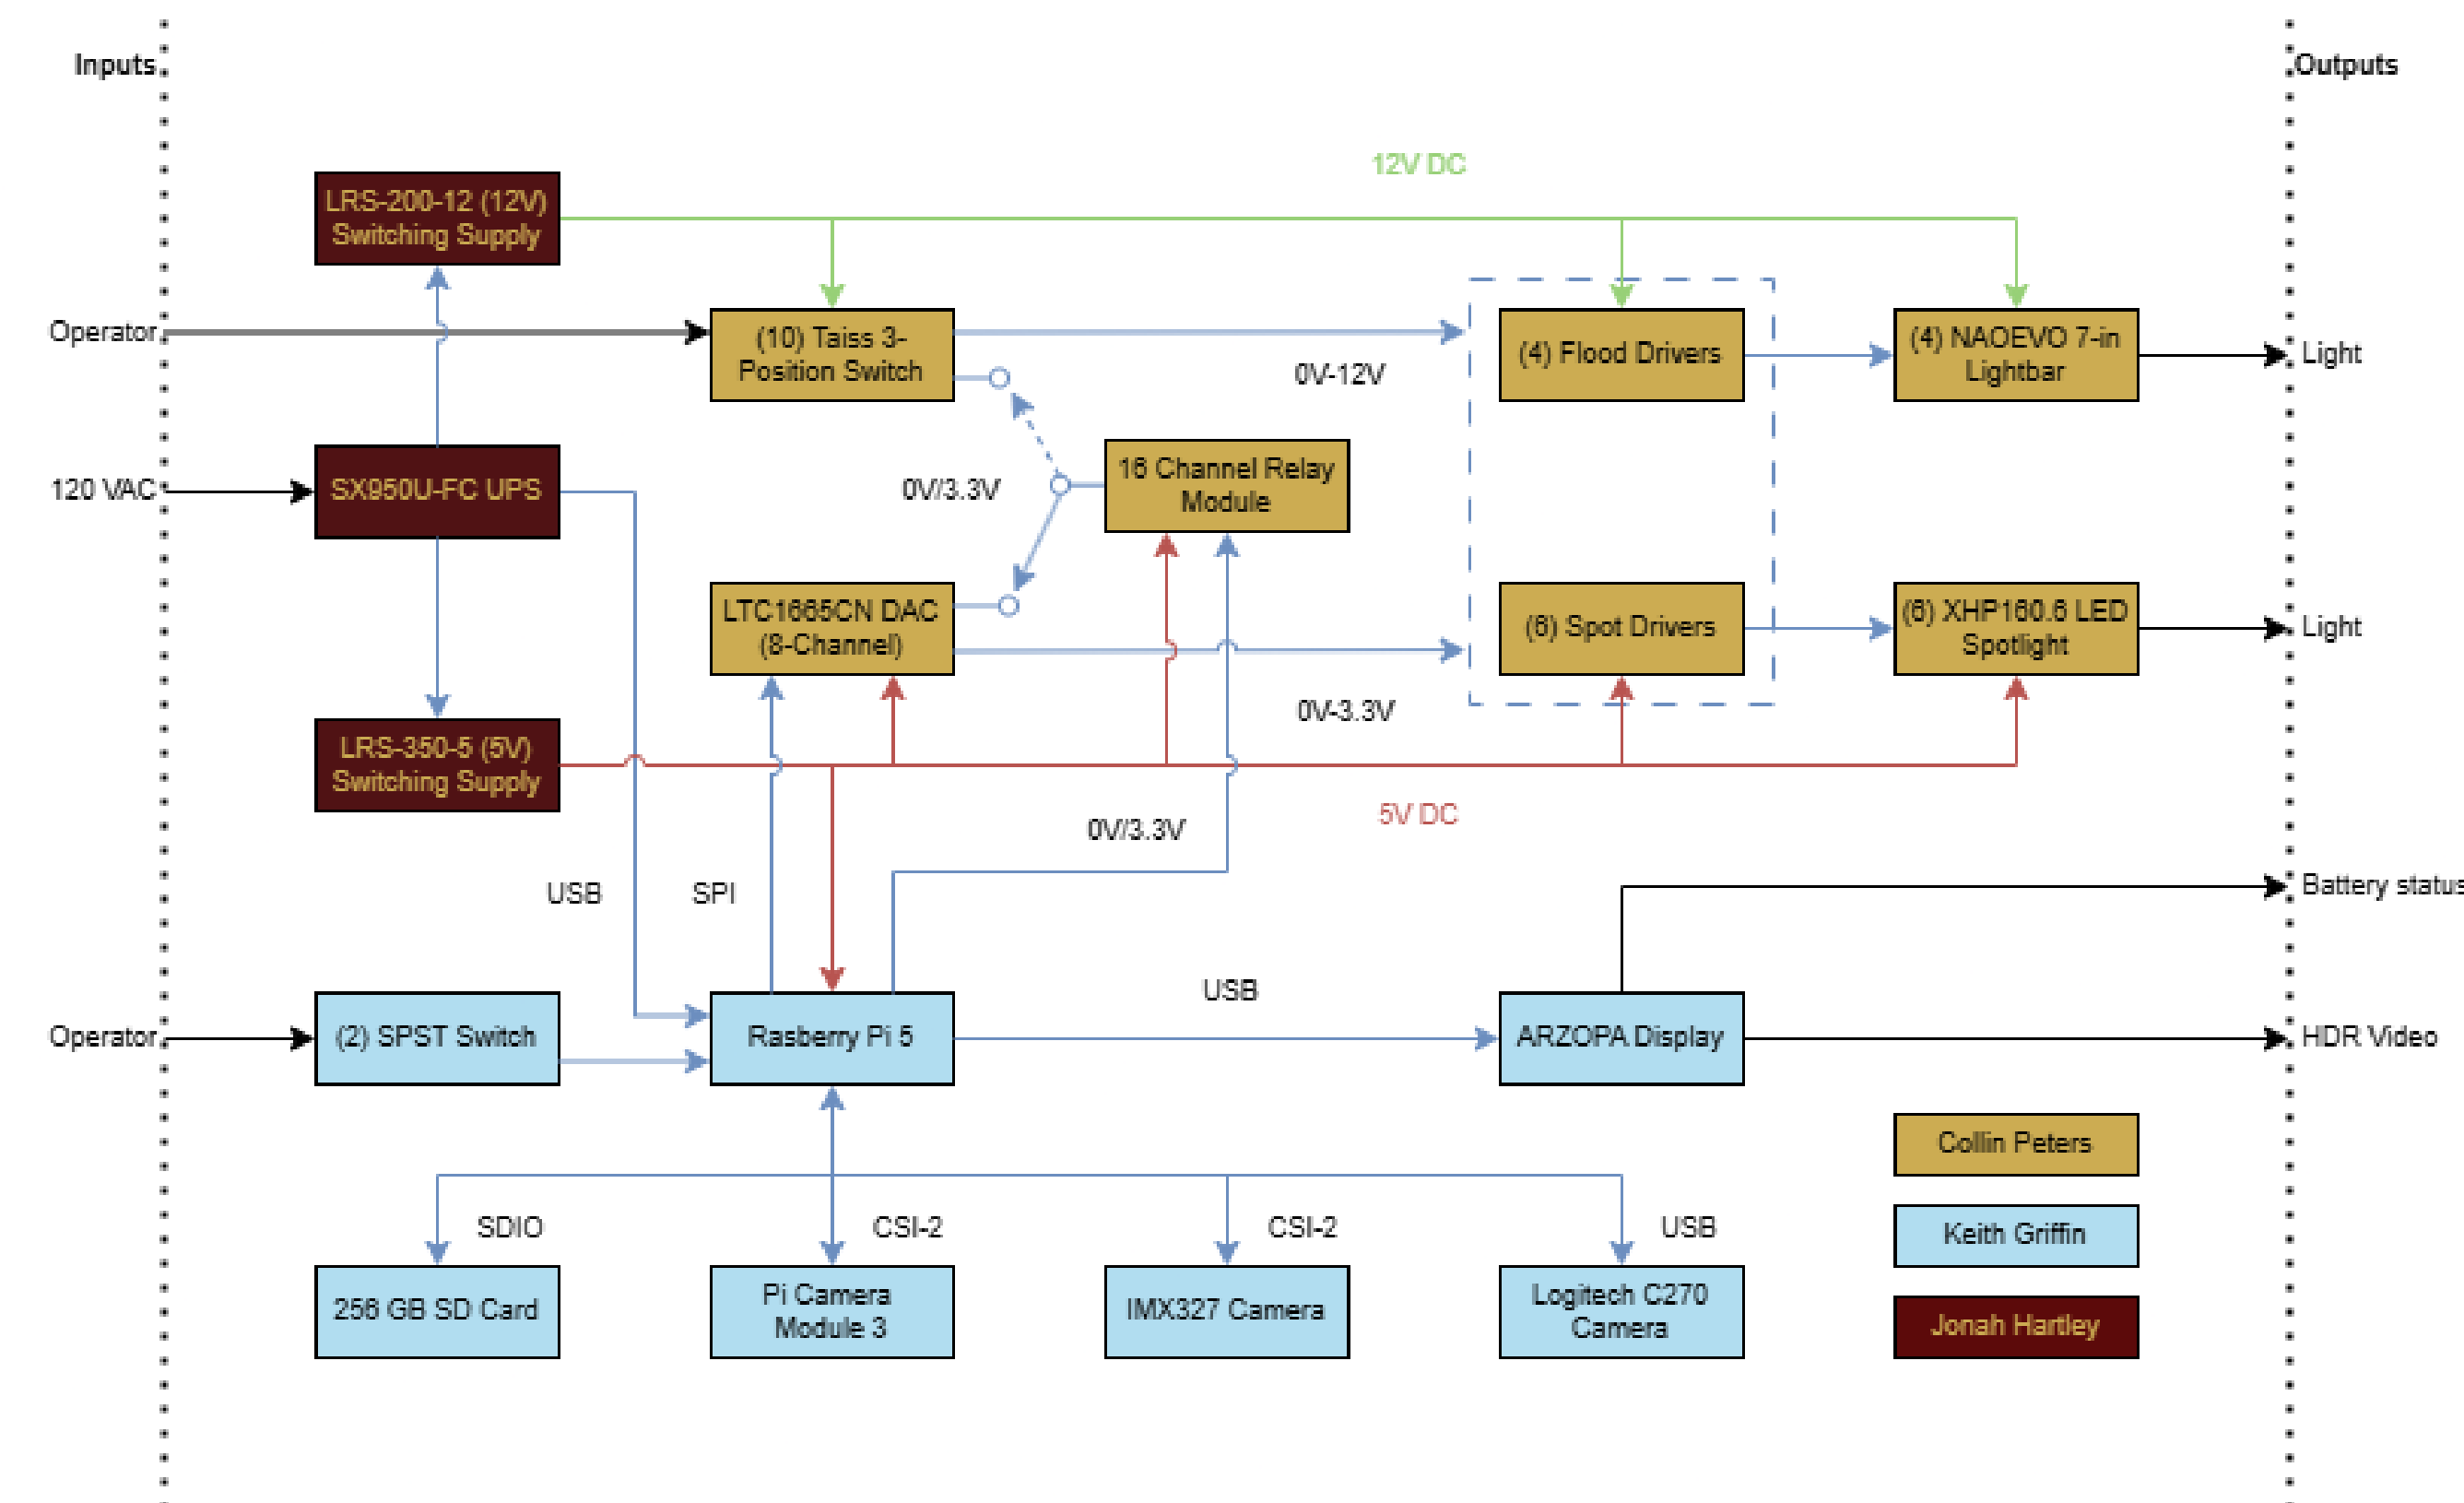 Inputs
Outputs
12V DC
LRS-200-12 (12V)
Switching Supply
Operator
(10) Taiss 3-
Position Switch
0V-12V
(4) Flood Drivers
(4) NAOEVO 7-in
Lightbar
Light
120 VAC
SX950U-FC UPS
0V/3.3V
16 Channel Relay
Module
LTC1665CN DAC
(8-Channel)
(6) Spot Drivers
(6) XHP160.6 LED
Spotlight
Light
0V-3.3V
LRS-350-5 (5V)
Switching Supply
5V DC
0V/3.3V
USB
SPI
Battery status
Operator
(2) SPST Switch
Rasberry Pi 5
USB
ARZOPA Display
HDR Video
Collin Peters
Keith Griffin
Jonah Hartley
SDIO
CSI-2
CSI-2
USB
256 GB SD Card
Pi Camera
Module 3
IMX327 Camera
Logitech C270
Camera